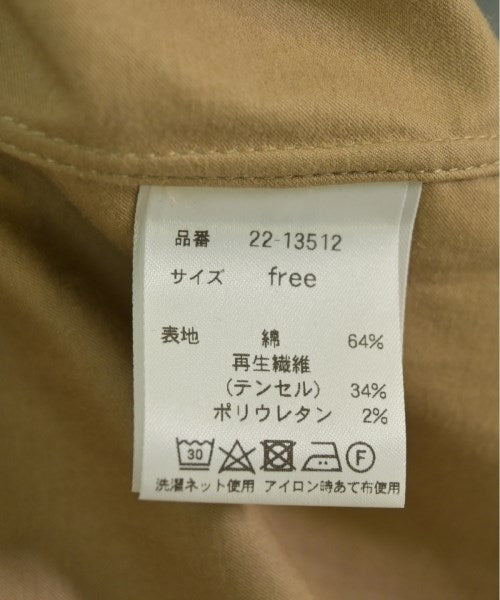 品番 22-13512
サイズ free
表地 綿 64%
再生繊維
(テンセル) 34%
ポリウレタン 2%
30 F
洗濯ネット使用 アイロン時あて布使用